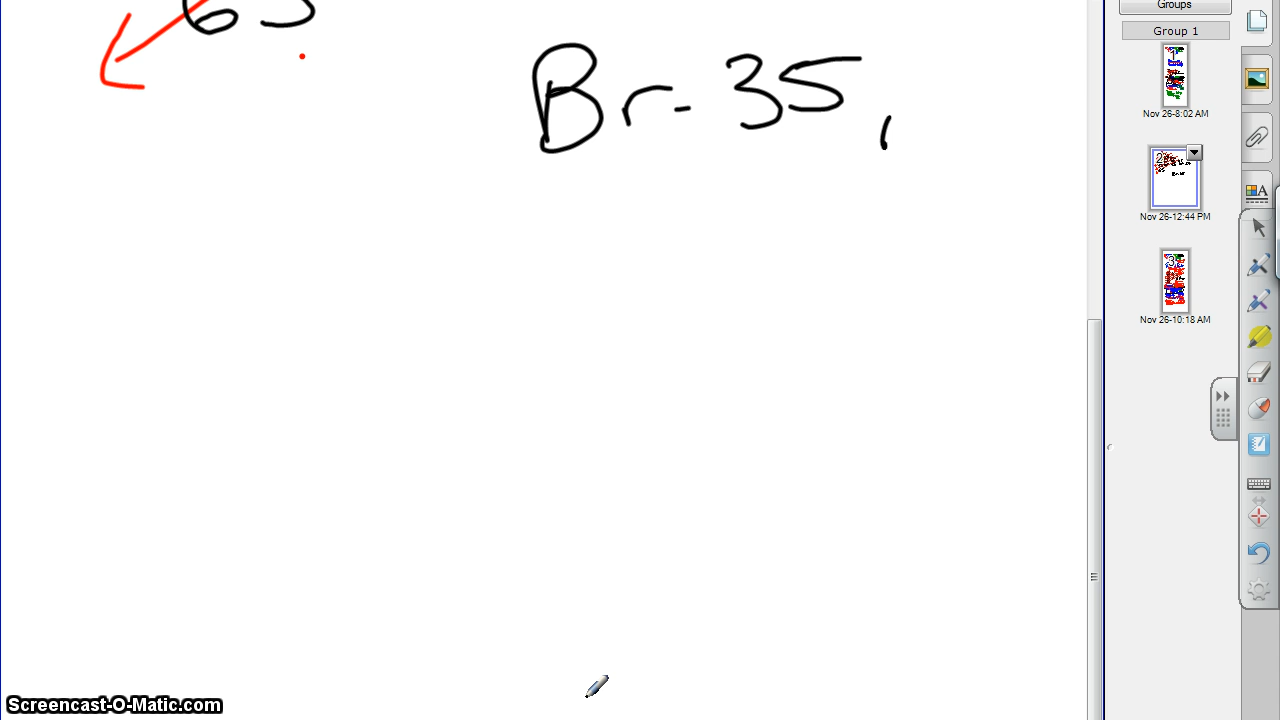 Groups
Group 1
6s
Br-35,
Nov 26-8:02 AM
Nov 26-12:44 PM
Nov 26-10:18 AM
Screencast-O-Matic.com